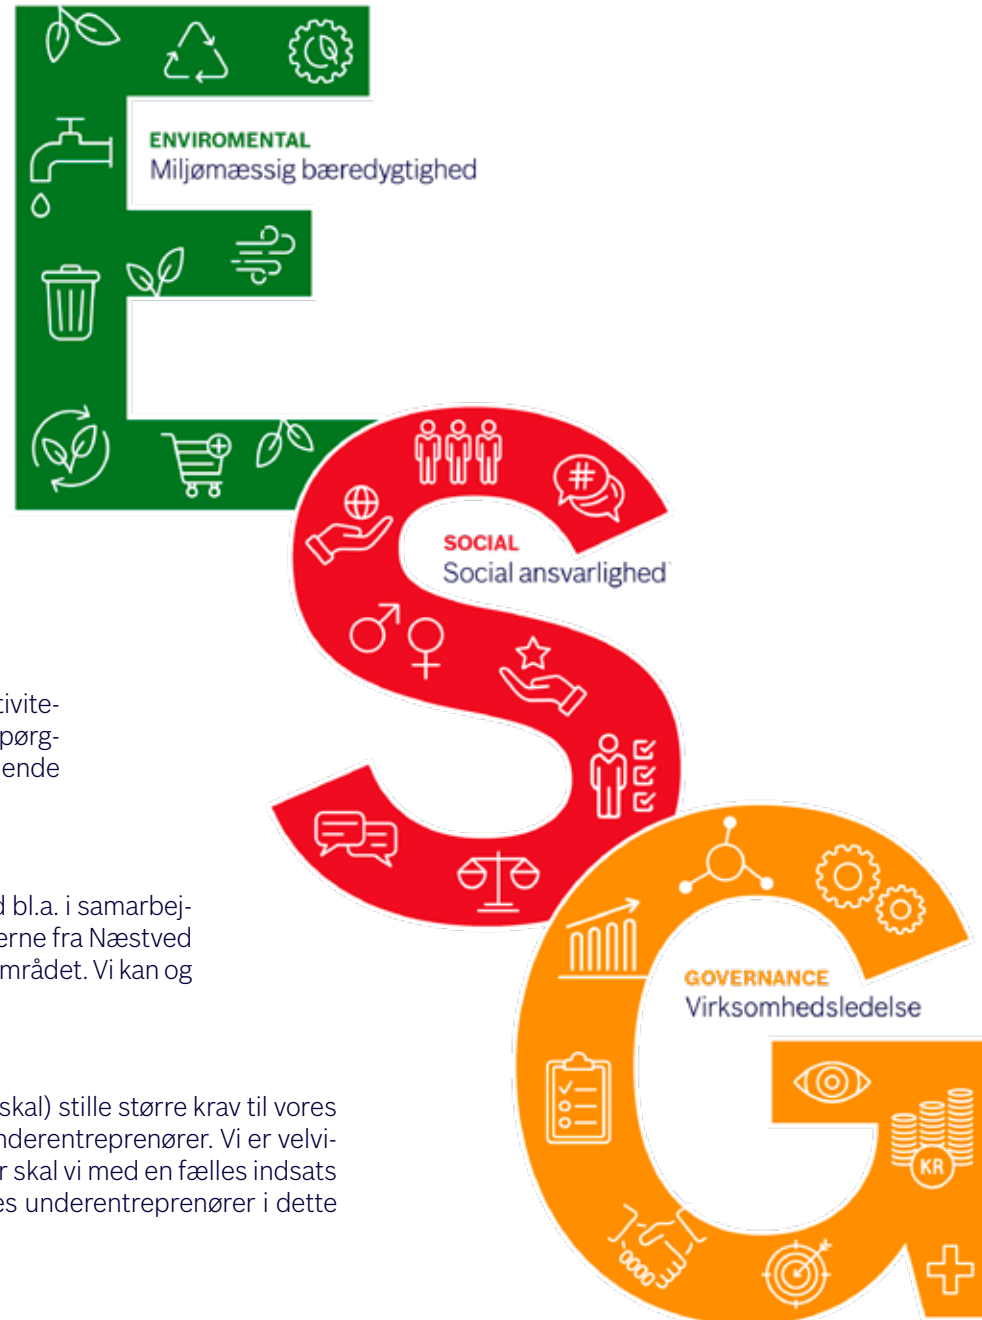 ENVIROMENTAL
Miljømæssig bæredygtighed
#
SOCIAL
Social ansvarlighed
tivite-
pørg-
ende
d bl.a. i samarbej-
erne fra Næstved
området. Vi kan og
GOVERNANCE
Virksomhedsledelse
skal) stille større krav til vores
nderentreprenører. Vi er velvi-
r skal vi med en fælles indsats
es underentreprenører i dette
KR